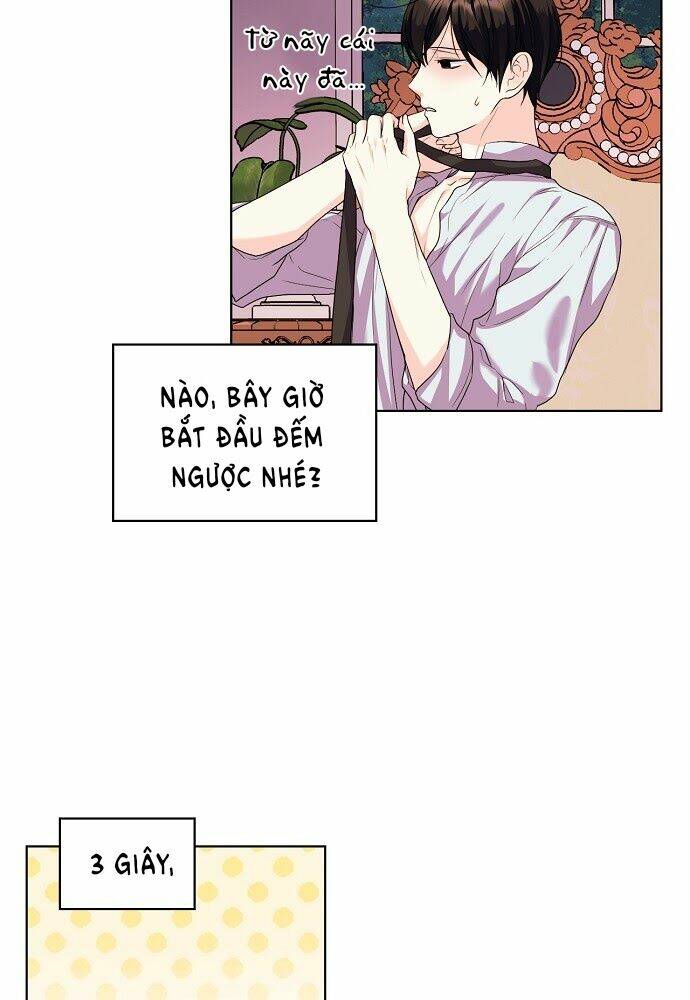 Từ nãy cái
này đã...
NÀO, BÂY GIỜ
BẮT ĐẦU ĐẾM
NGƯỢC NHÉ?
3 GIÂY,